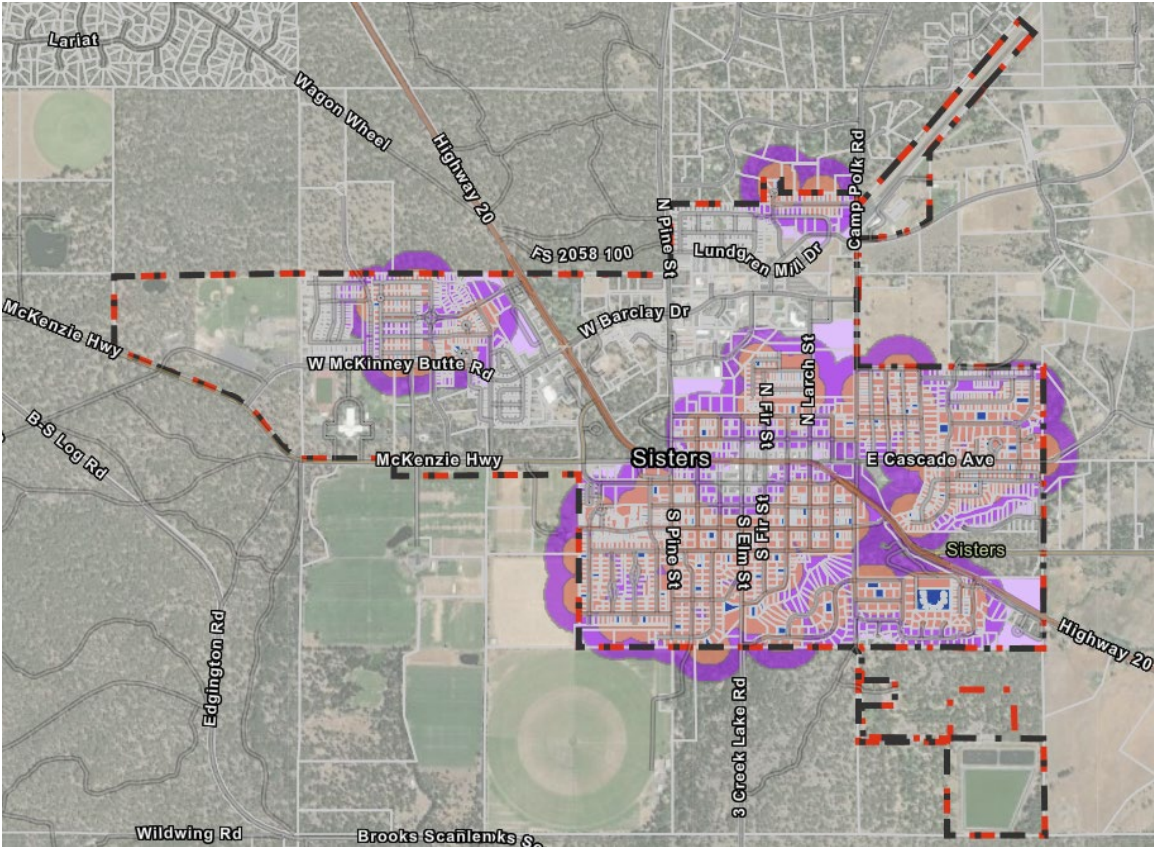 Lariat
Wagon Wheel
Highway 20
Camp Polk Rd
N Pine St
FS 2058 100
Lundgren Mill Dr
McKenzie Hwy
W Barclay Dr
W McKinney Butte Rd
N Larch St
N Fir St
B-S Log Rd
McKenzie Hwy
Sisters
E Cascade Ave
S Pine St
S Elm St
S Fir St
Sisters
Edgington Rd
Highway 20
3 Creek Lake Rd
Wildwing Rd
Brooks